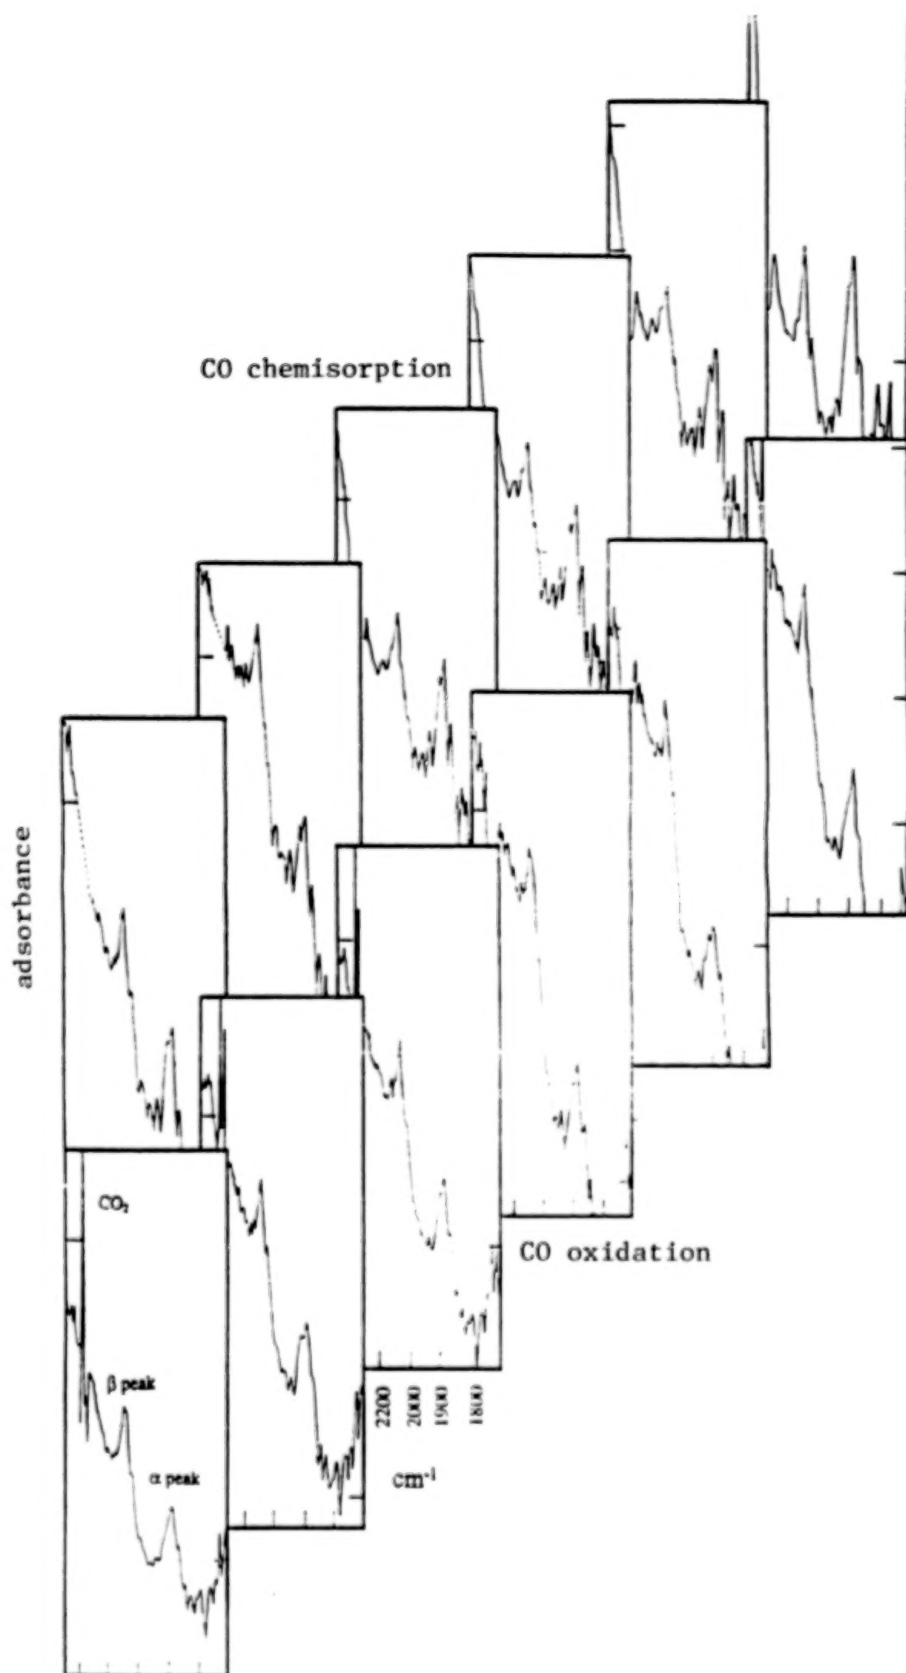 CO chemisorption
adsorbance
CO₂
CO oxidation
β peak
2200
2000
1900
1800
α peak
cm⁻¹